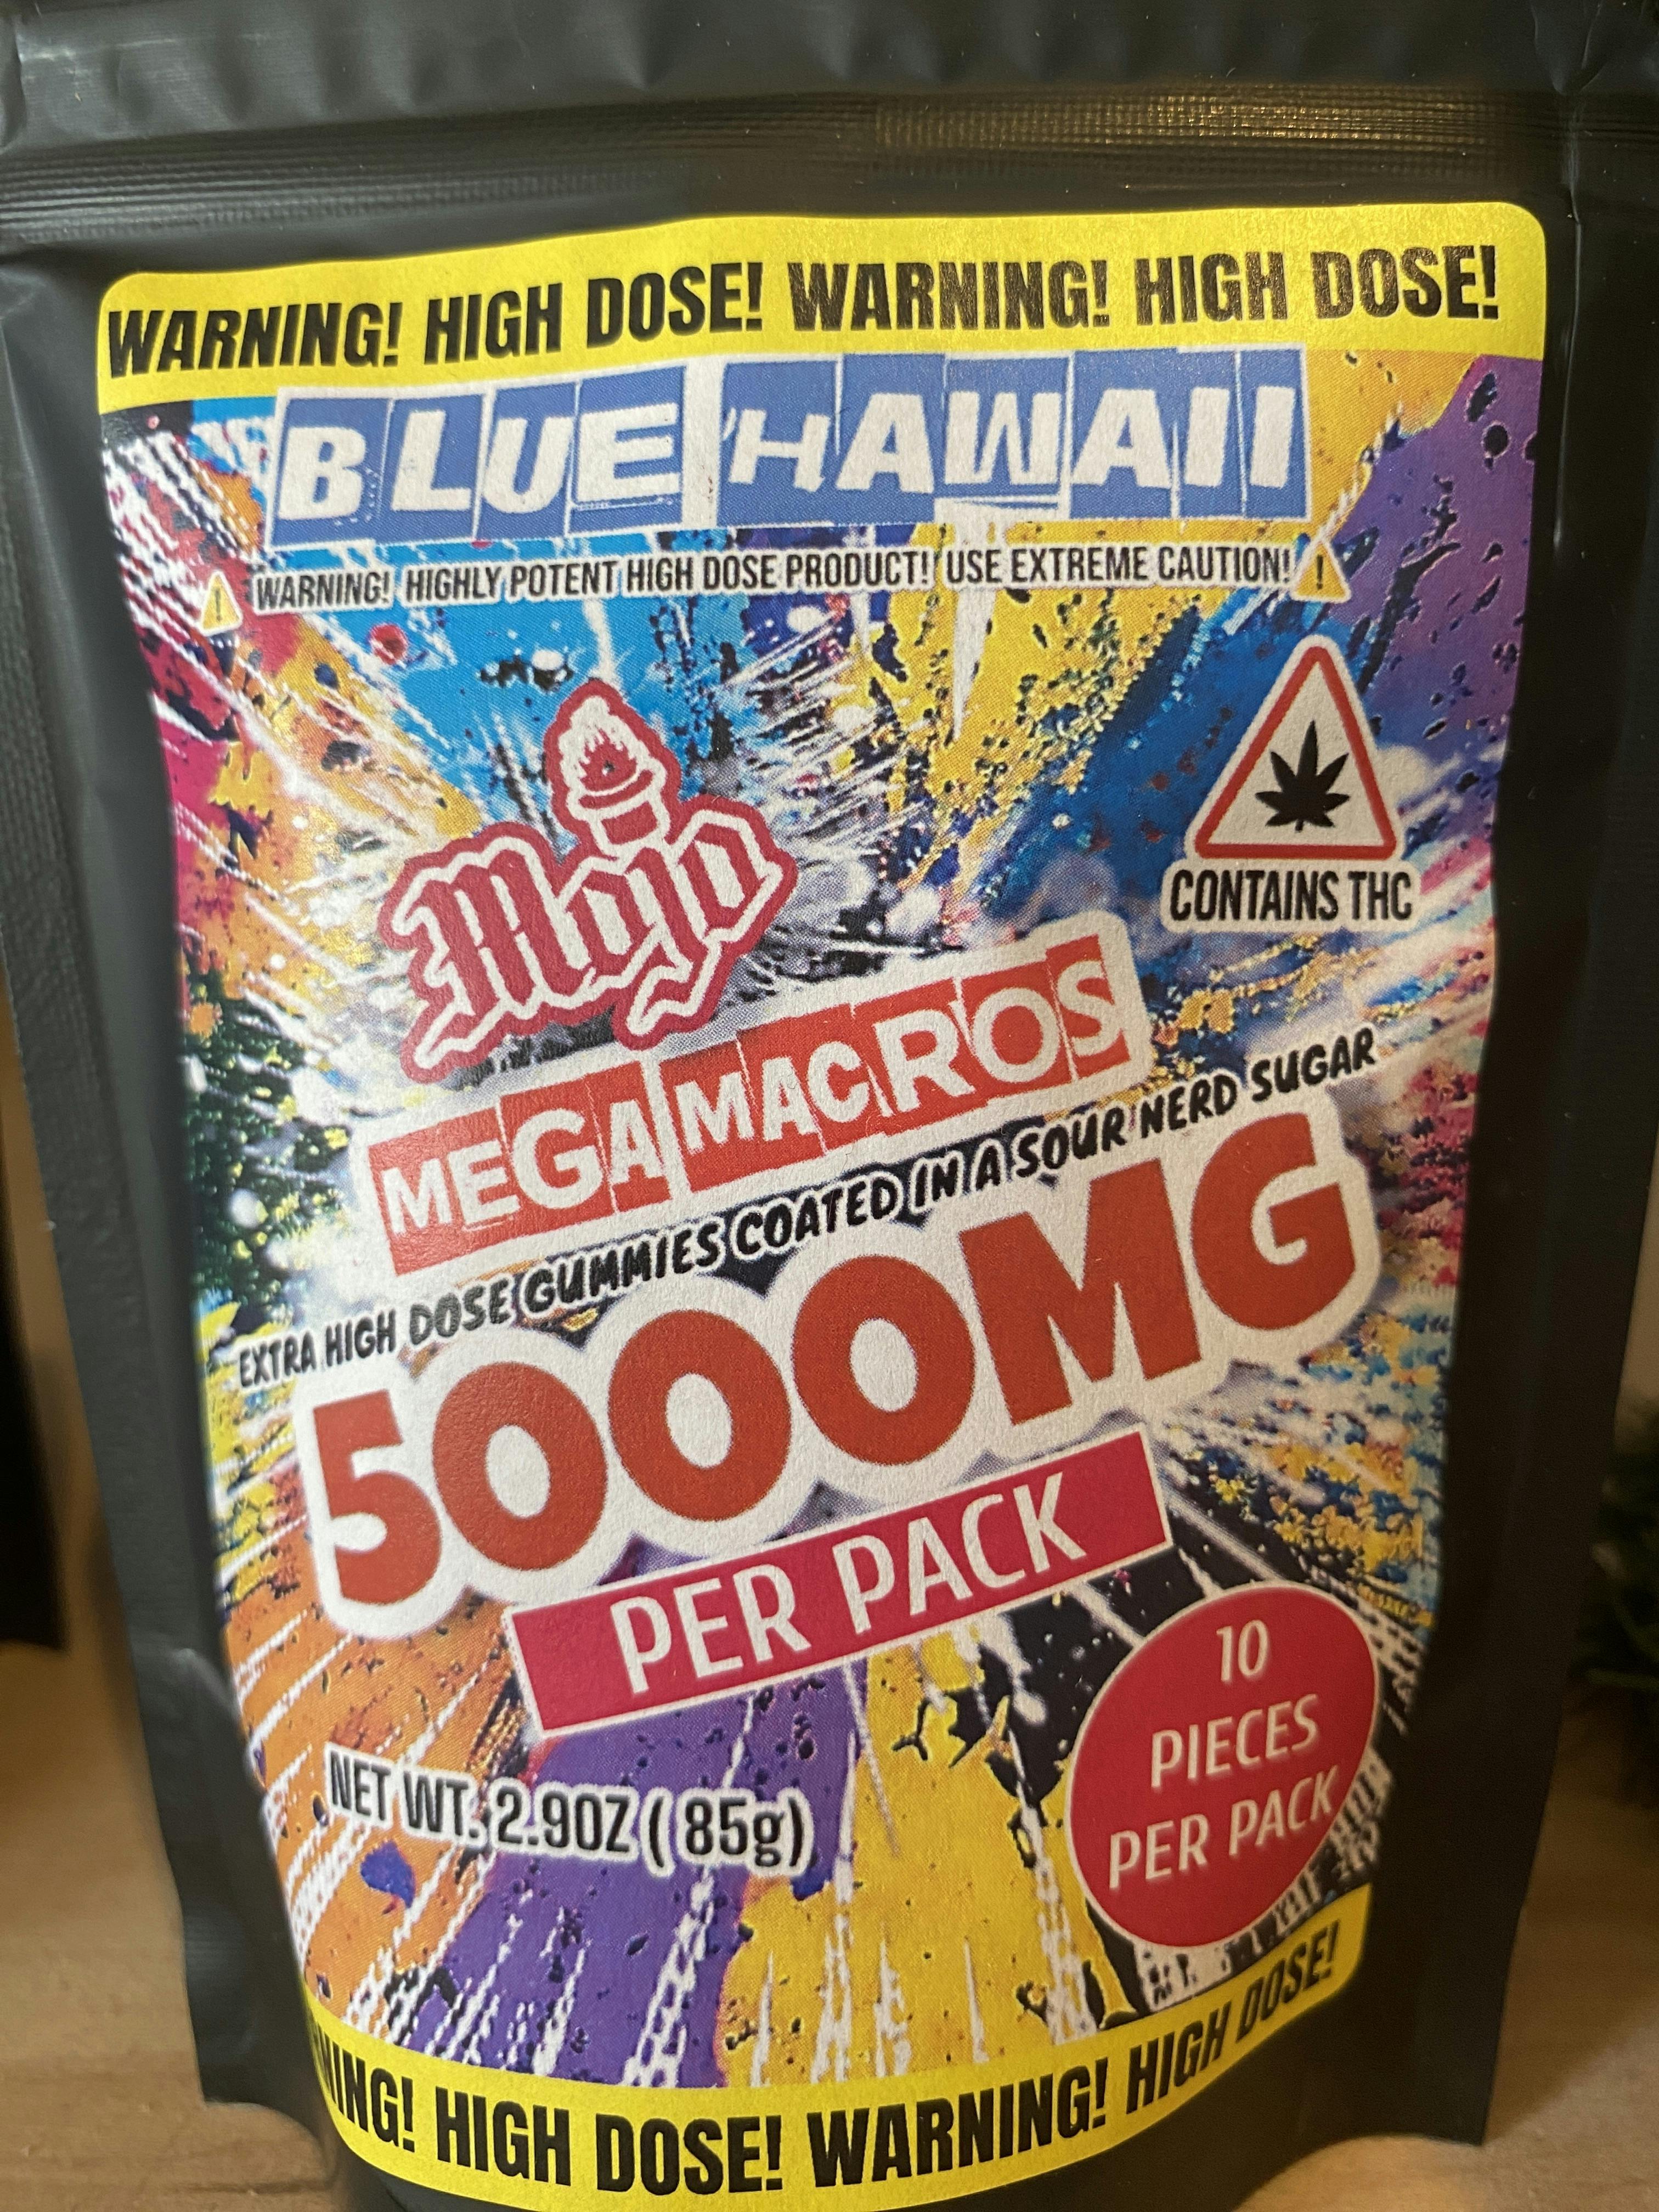 WARNING! HIGH DOSE! WARNING! HIGH DOSE!
BLUE HAWAII
WARNING! HIGHLY POTENT HIGH DOSE PRODUCT! USE EXTREME CAUTION!
Mojo
CONTAINS THC
MEGA MACROS
EXTRA HIGH DOSE GUMMIES COATED IN A SOUR NERD SUGAR
5000MG
PER PACK
10
PIECES
PER PACK
NET WT. 2.9OZ ( 85g)
NING! HIGH DOSE! WARNING! HIGH DOSE!